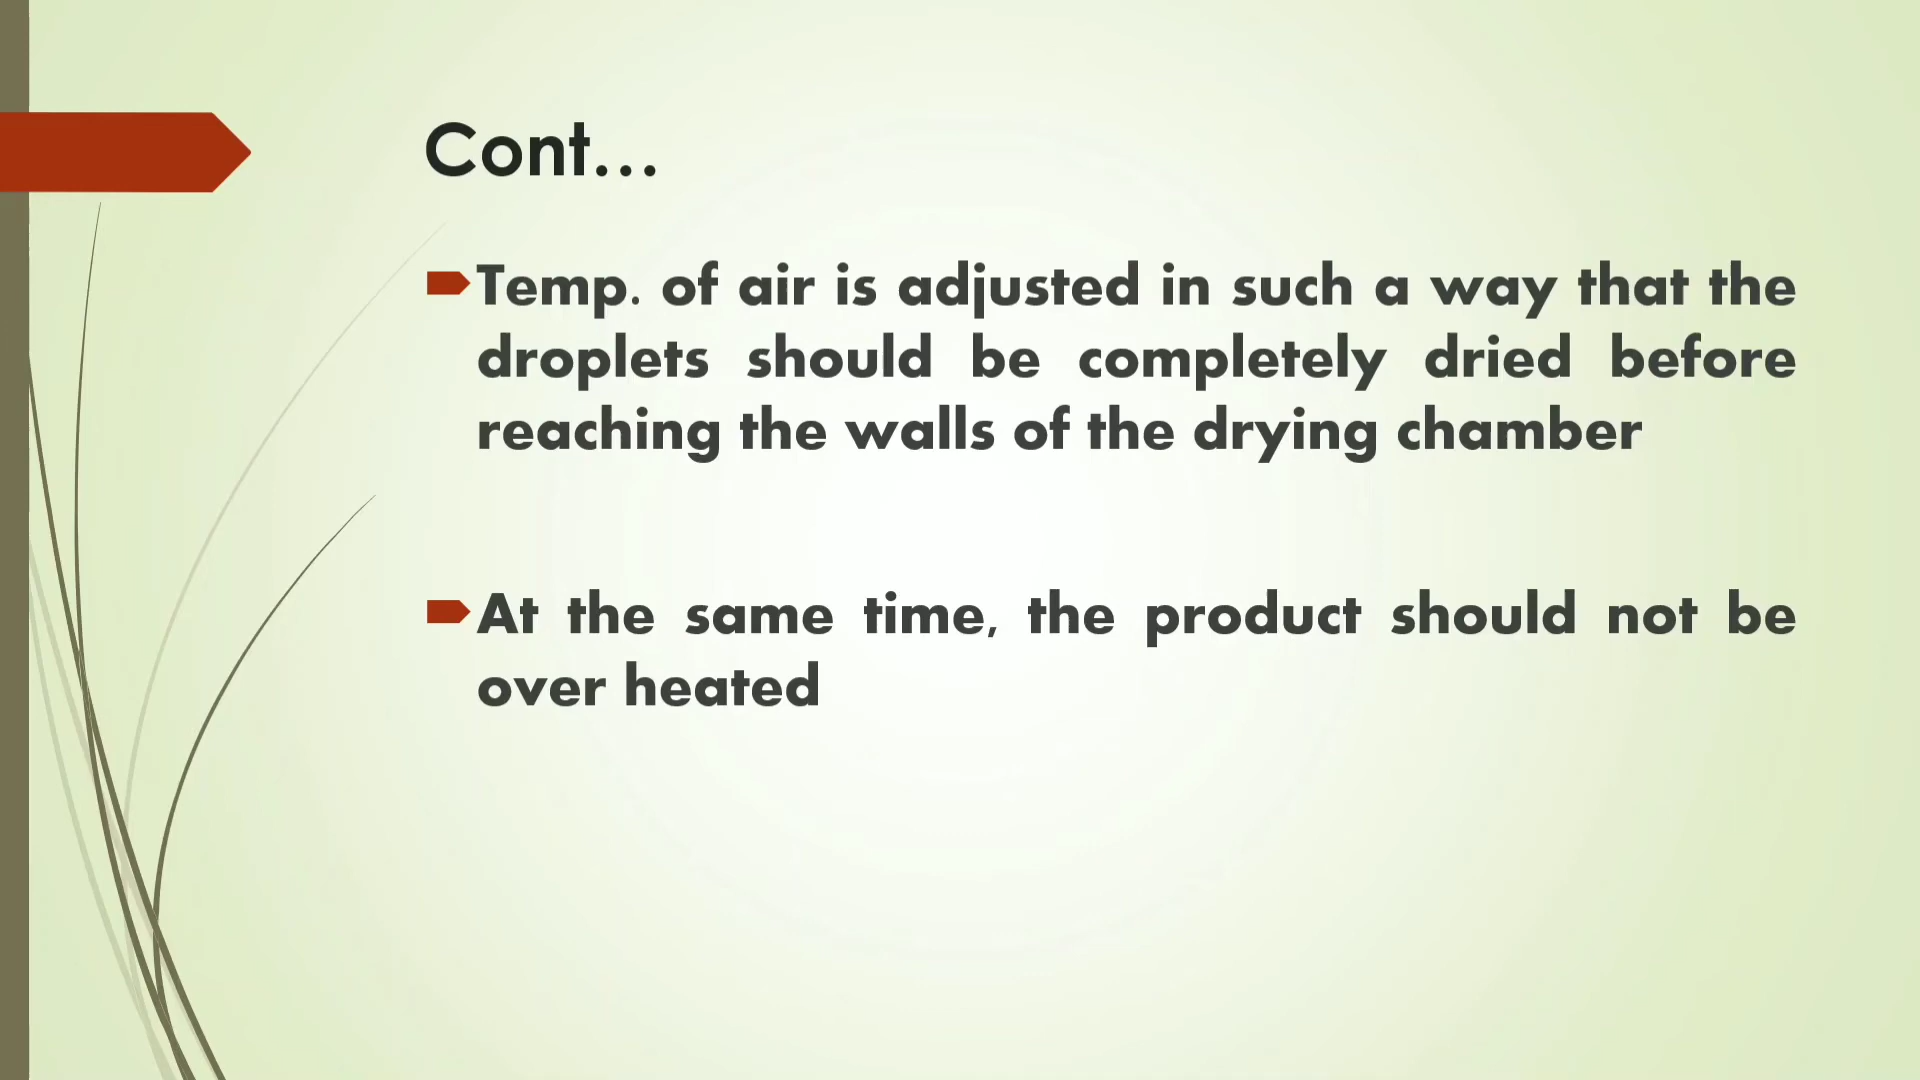 Cont...
Temp. of air is adjusted in such a way that the
droplets should be completely dried before
reaching the walls of the drying chamber
At the same time, the product should not be
over heated